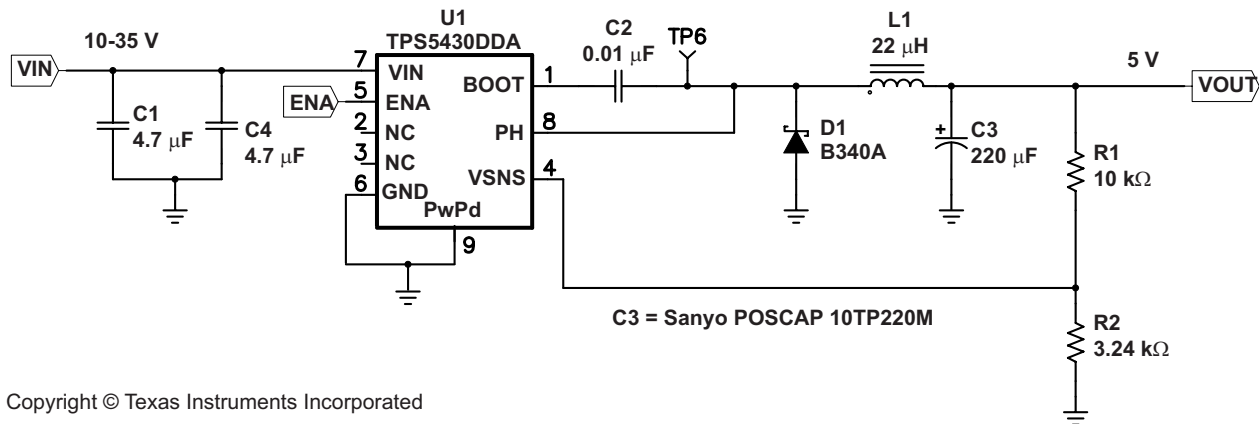 U1
TPS5430DDA
10-35 V
VIN
ENA
C1
4.7 μF
C4
4.7 μF
7
5
2
3
6
VIN
ENA
NC
NC
GND
BOOT
PH
VSNS
PwPd
1
8
4
9
C2
0.01 μF
TP6
L1
22 μH
D1
B340A
+
C3
220 μF
5 V
VOUT
R1
10 kΩ
R2
3.24 kΩ
C3 = Sanyo POSCAP 10TP220M
Copyright © Texas Instruments Incorporated